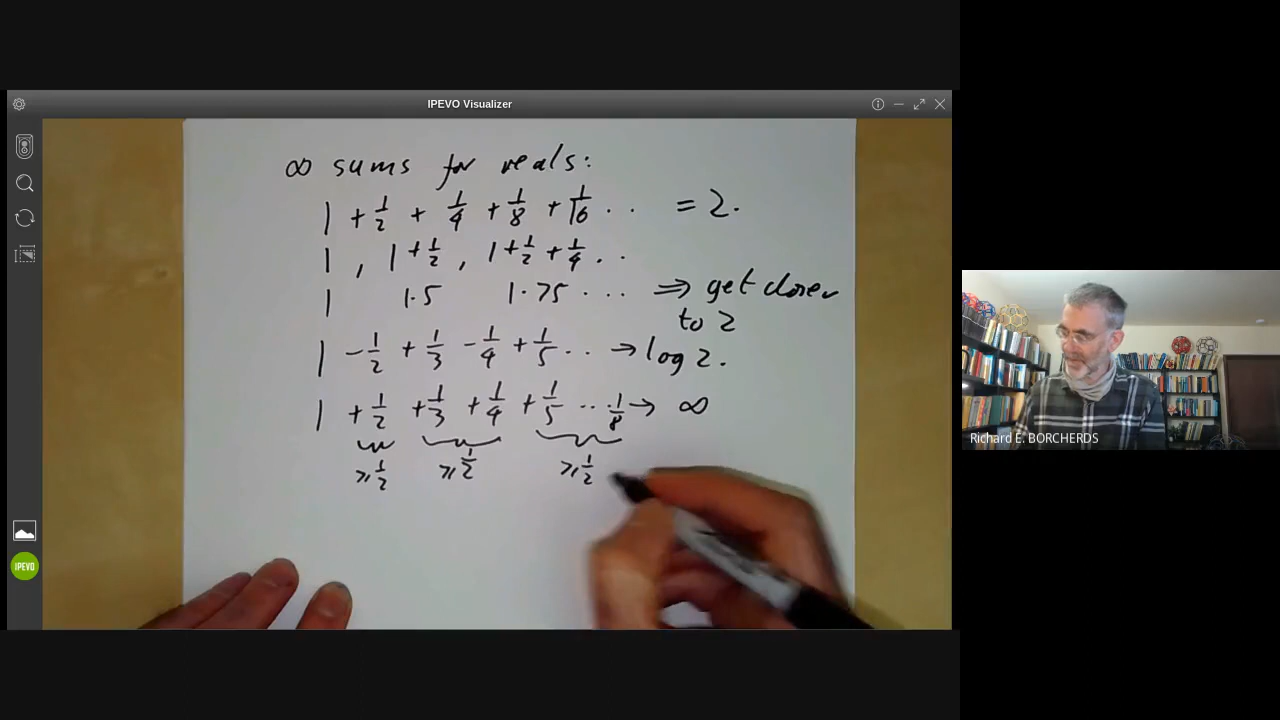 IPEVO Visualizer
∞ sums for reals:
1 + 1/2 + 1/4 + 1/8 + 1/16 . . = 2.
1 , 1 + 1/2 , 1 + 1/2 + 1/4 . .
1 1.5 1.75 . . . ⇒ get closer
to 2
1 - 1/2 + 1/3 - 1/4 + 1/5 . . → log 2.
1 + 1/2 + 1/3 + 1/4 + 1/5 . . . 1/8 → ∞
≥ 1/2 ≥ 1/2 ≥ 1/2
IPEVO
Richard E. BORCHERDS